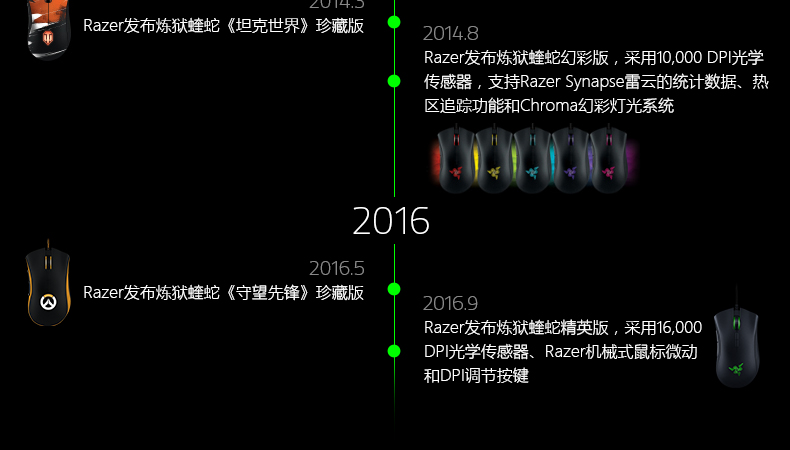 2014.3
Razer发布炼狱蝰蛇《坦克世界》珍藏版
2014.8
Razer发布炼狱蝰蛇幻彩版，采用10,000 DPI光学
传感器，支持Razer Synapse雷云的统计数据、热
区追踪功能和Chroma幻彩灯光系统
2016
2016.5
Razer发布炼狱蝰蛇《守望先锋》珍藏版
2016.9
Razer发布炼狱蝰蛇精英版，采用16,000
DPI光学传感器、Razer机械式鼠标微动
和DPI调节按键